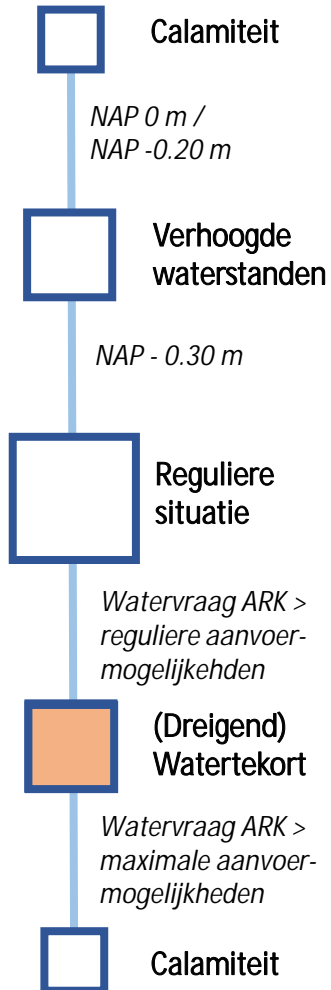 Calamiteit
NAP 0 m /
NAP -0.20 m
Verhoogde
waterstanden
NAP - 0.30 m
Reguliere
situatie
Watervraag ARK >
reguliere aanvoer-
mogelijkehden
(Dreigend)
Watertekort
Watervraag ARK >
maximale aanvoer-
mogelijkheden
Calamiteit